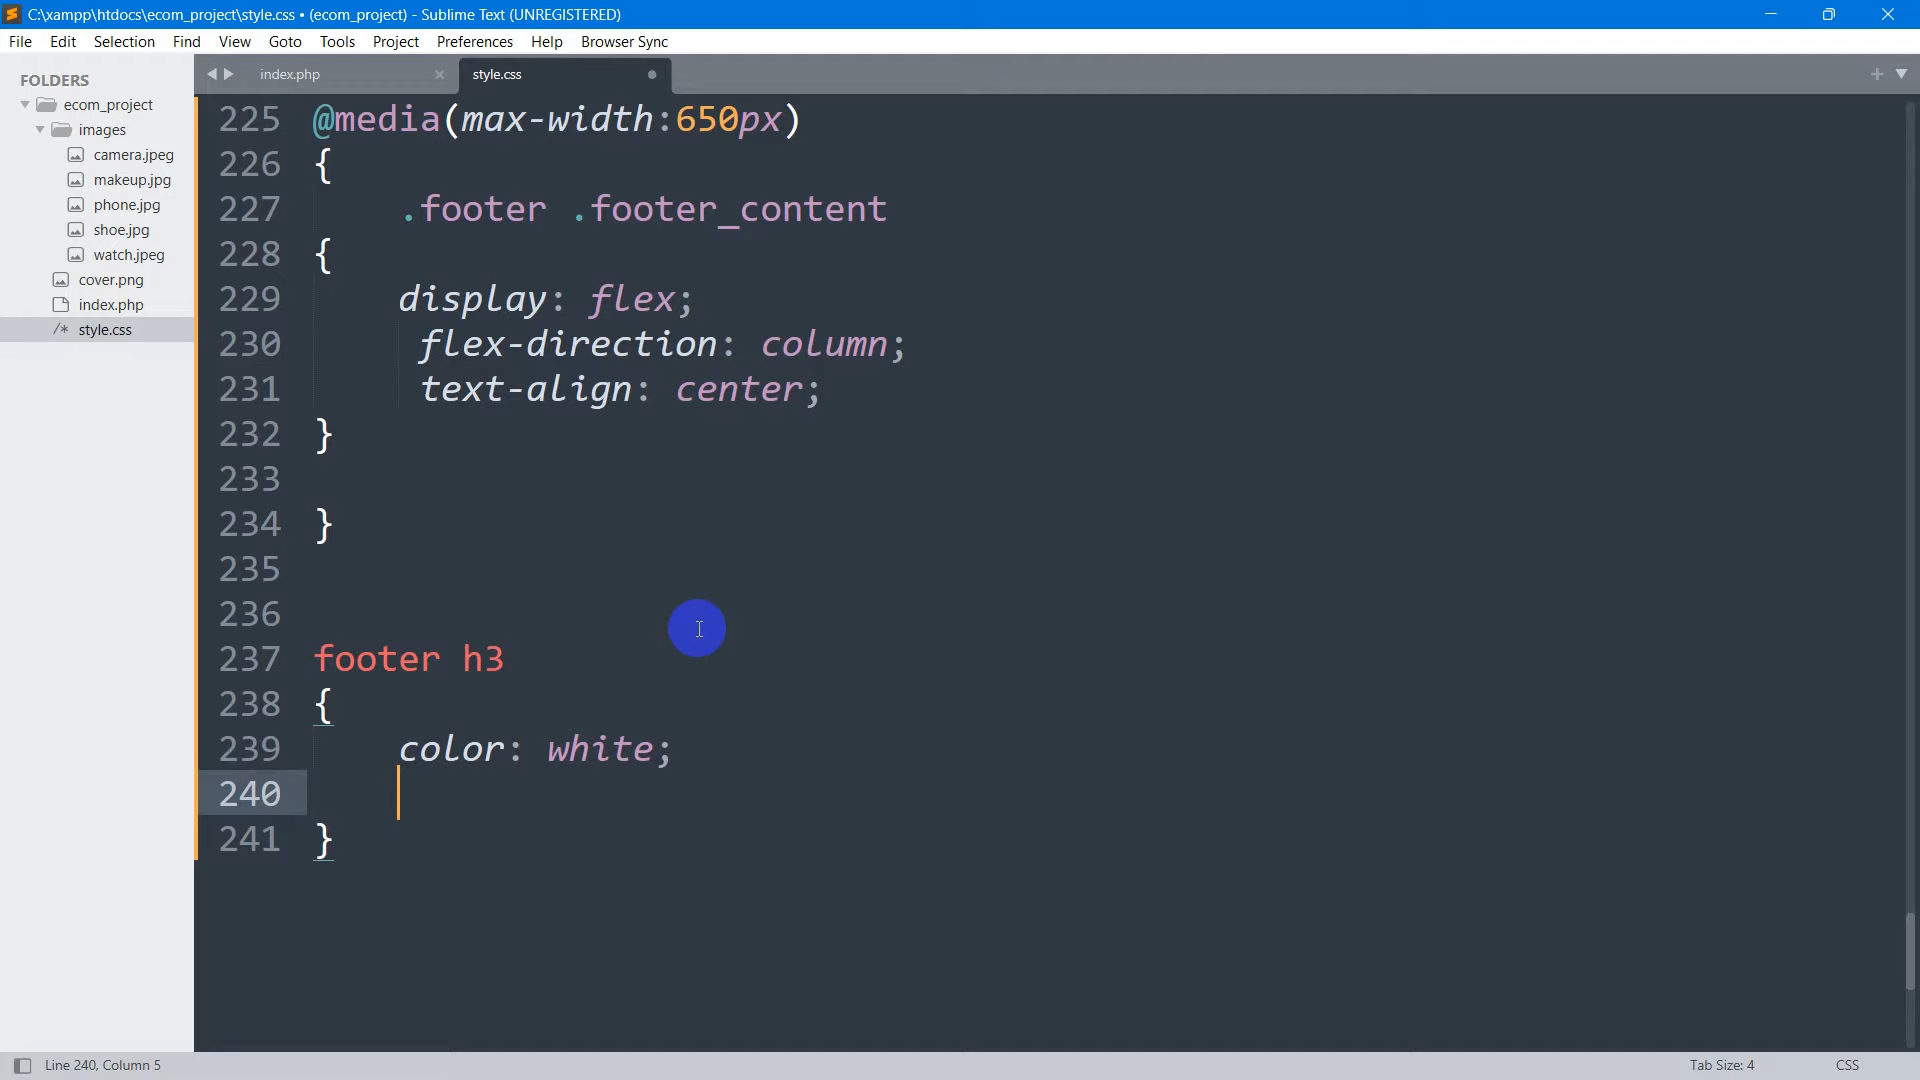 C:\xampp\htdocs\ecom_project\style.css • (ecom_project) - Sublime Text (UNREGISTERED)
File Edit Selection Find View Goto Tools Project Preferences Help Browser Sync
FOLDERS
ecom_project
images
camera.jpeg
makeup.jpg
phone.jpg
shoe.jpg
watch.jpeg
cover.png
index.php
/* style.css
index.php
style.css
225 @media(max-width:650px)
226 {
227 .footer .footer_content
228 {
229 display: flex;
230 flex-direction: column;
231 text-align: center;
232 }
233
234 }
235
236
237 footer h3
238 {
239 color: white;
240
241 }
Line 240, Column 5
Tab Size: 4
CSS